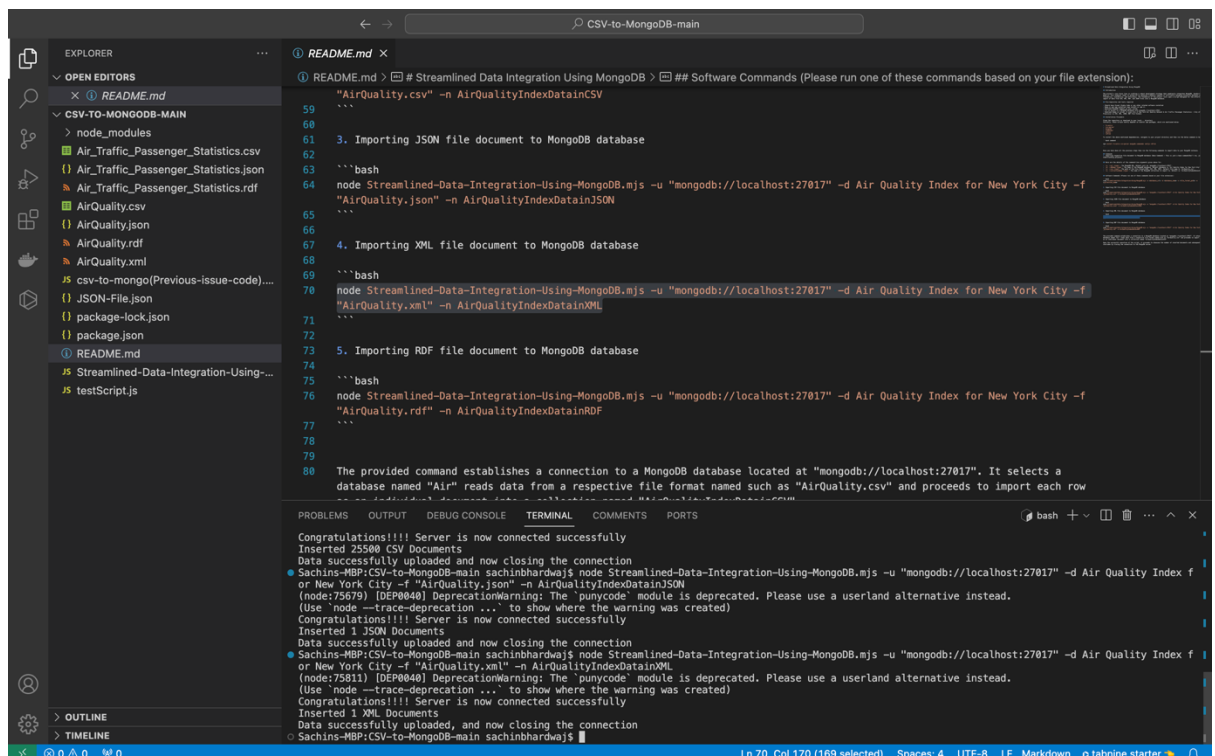 CSV-to-MongoDB-main
EXPLORER
OPEN EDITORS
README.md
CSV-TO-MONGODB-MAIN
node_modules
Air_Traffic_Passenger_Statistics.csv
Air_Traffic_Passenger_Statistics.json
Air_Traffic_Passenger_Statistics.rdf
AirQuality.csv
AirQuality.json
AirQuality.rdf
AirQuality.xml
JS csv-to-mongo(Previous-issue-code)....
{} JSON-File.json
{} package-lock.json
{} package.json
README.md
JS Streamlined-Data-Integration-Using-...
JS testScript.js
OUTLINE
TIMELINE
README.md
README.md > # Streamlined Data Integration Using MongoDB > ## Software Commands (Please run one of these commands based on your file extension):
"AirQuality.csv" -n AirQualityIndexDatainCSV
59 ```
60
61 3. Importing JSON file document to MongoDB database
62
63 ```bash
64 node Streamlined-Data-Integration-Using-MongoDB.mjs -u "mongodb://localhost:27017" -d Air Quality Index for New York City -f
"AirQuality.json" -n AirQualityIndexDatainJSON
65 ```
66
67 4. Importing XML file document to MongoDB database
68
69 ```bash
70 node Streamlined-Data-Integration-Using-MongoDB.mjs -u "mongodb://localhost:27017" -d Air Quality Index for New York City -f
"AirQuality.xml" -n AirQualityIndexDatainXML
71 ```
72
73 5. Importing RDF file document to MongoDB database
74
75 ```bash
76 node Streamlined-Data-Integration-Using-MongoDB.mjs -u "mongodb://localhost:27017" -d Air Quality Index for New York City -f
"AirQuality.rdf" -n AirQualityIndexDatainRDF
77 ```
78
79
80 The provided command establishes a connection to a MongoDB database located at "mongodb://localhost:27017". It selects a
database named "Air" reads data from a respective file format named such as "AirQuality.csv" and proceeds to import each row
as an individual document into a collection named "AirQualityIndexDatainCSV"
PROBLEMS OUTPUT DEBUG CONSOLE TERMINAL COMMENTS PORTS
bash
Congratulations!!!! Server is now connected successfully
Inserted 25500 CSV Documents
Data successfully uploaded and now closing the connection
Sachins-MBP:CSV-to-MongoDB-main sachinbhardwaj$ node Streamlined-Data-Integration-Using-MongoDB.mjs -u "mongodb://localhost:27017" -d Air Quality Index f
or New York City -f "AirQuality.json" -n AirQualityIndexDatainJSON
(node:75679) [DEP0040] DeprecationWarning: The `punycode` module is deprecated. Please use a userland alternative instead.
(Use `node --trace-deprecation ...` to show where the warning was created)
Congratulations!!!! Server is now connected successfully
Inserted 1 JSON Documents
Data successfully uploaded and now closing the connection
Sachins-MBP:CSV-to-MongoDB-main sachinbhardwaj$ node Streamlined-Data-Integration-Using-MongoDB.mjs -u "mongodb://localhost:27017" -d Air Quality Index f
or New York City -f "AirQuality.xml" -n AirQualityIndexDatainXML
(node:75811) [DEP0040] DeprecationWarning: The `punycode` module is deprecated. Please use a userland alternative instead.
(Use `node --trace-deprecation ...` to show where the warning was created)
Congratulations!!!! Server is now connected successfully
Inserted 1 XML Documents
Data successfully uploaded, and now closing the connection
Sachins-MBP:CSV-to-MongoDB-main sachinbhardwaj$
0 0 0 Ln 70, Col 170 (169 selected) Spaces: 4 UTF-8 LF Markdown tabnine starter